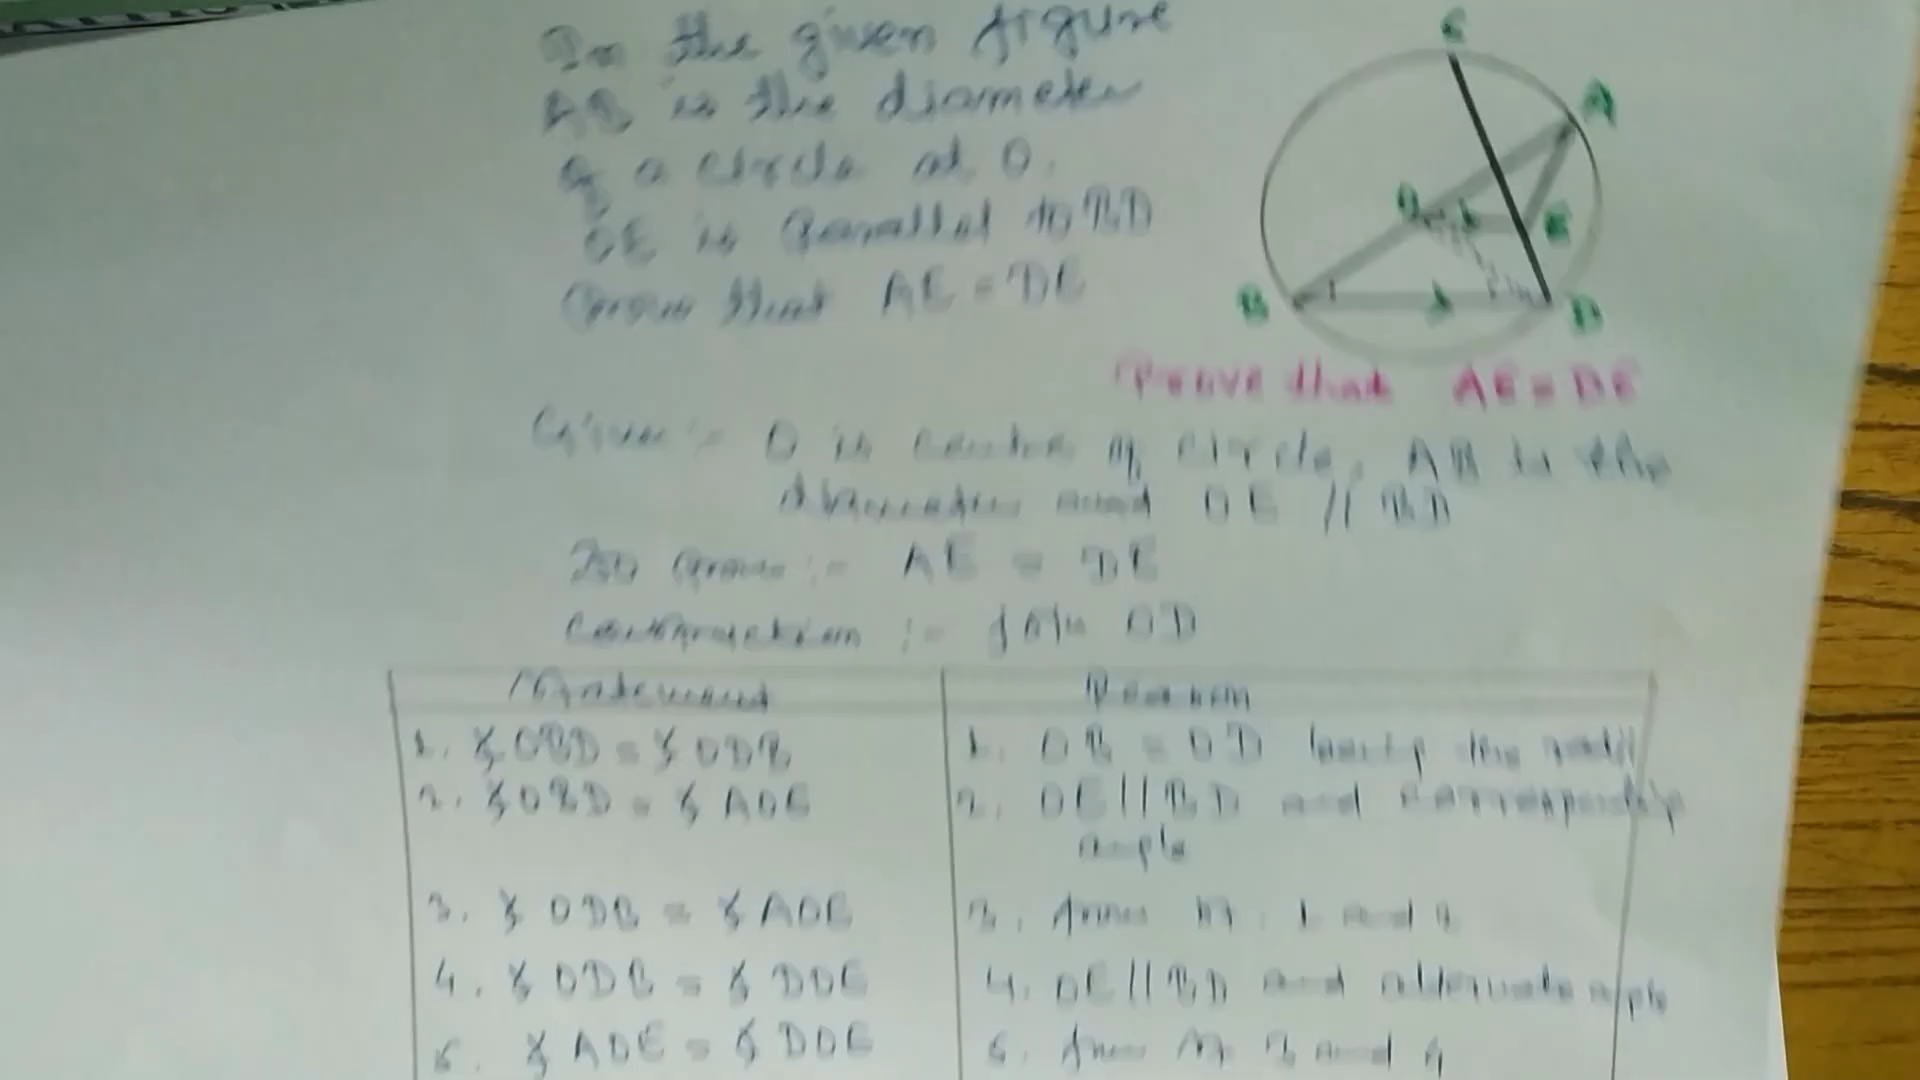 In the given figure
AB is the diameter
of a circle at O.
OE is parallel to BD
Prove that AE = DE
C
A
O
E
B
D
Prove that AE = DE
Given :- O is centre of circle, AB is the
diameter and OE // BD
To prove :- AE = DE
Construction :- join OD
Statement
Reason
1. ∡OBD = ∡ODB
1. OB = OD being the radii
2. ∡OBD = ∡AOE
2. OE//BD and corresponding
angle
3. ∡ODB = ∡AOE
3. from 1 and 2
4. ∡ODB = ∡DOE
4. OE//BD and alternate angle
5. ∡AOE = ∡DOE
5. from 3 and 4